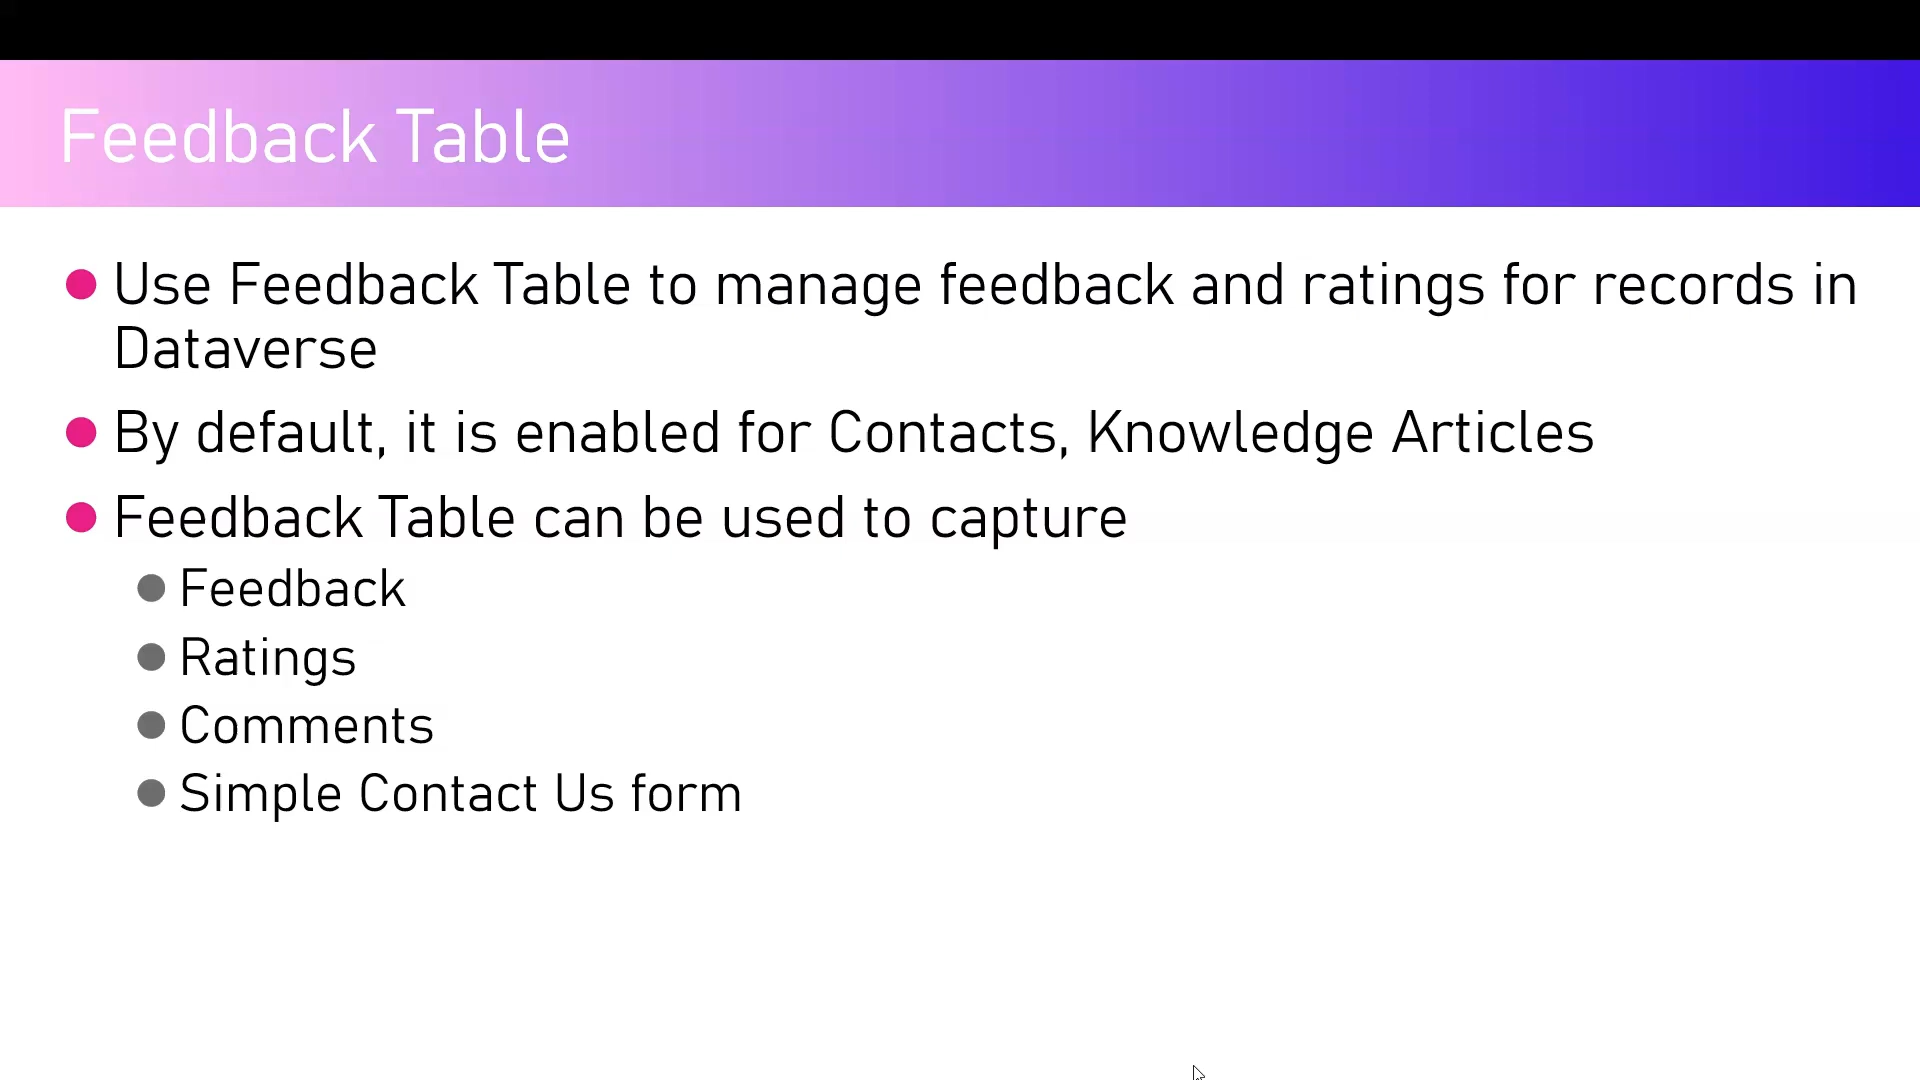 Feedback Table
Use Feedback Table to manage feedback and ratings for records in
Dataverse
By default, it is enabled for Contacts, Knowledge Articles
Feedback Table can be used to capture
Feedback
Ratings
Comments
Simple Contact Us form